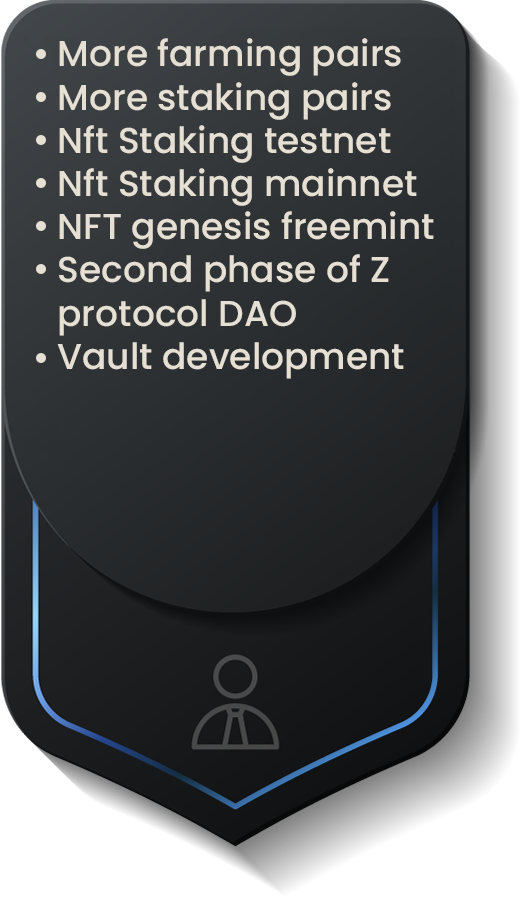 • More farming pairs
• More staking pairs
• Nft Staking testnet
• Nft Staking mainnet
• NFT genesis freemint
• Second phase of Z
protocol DAO
• Vault development